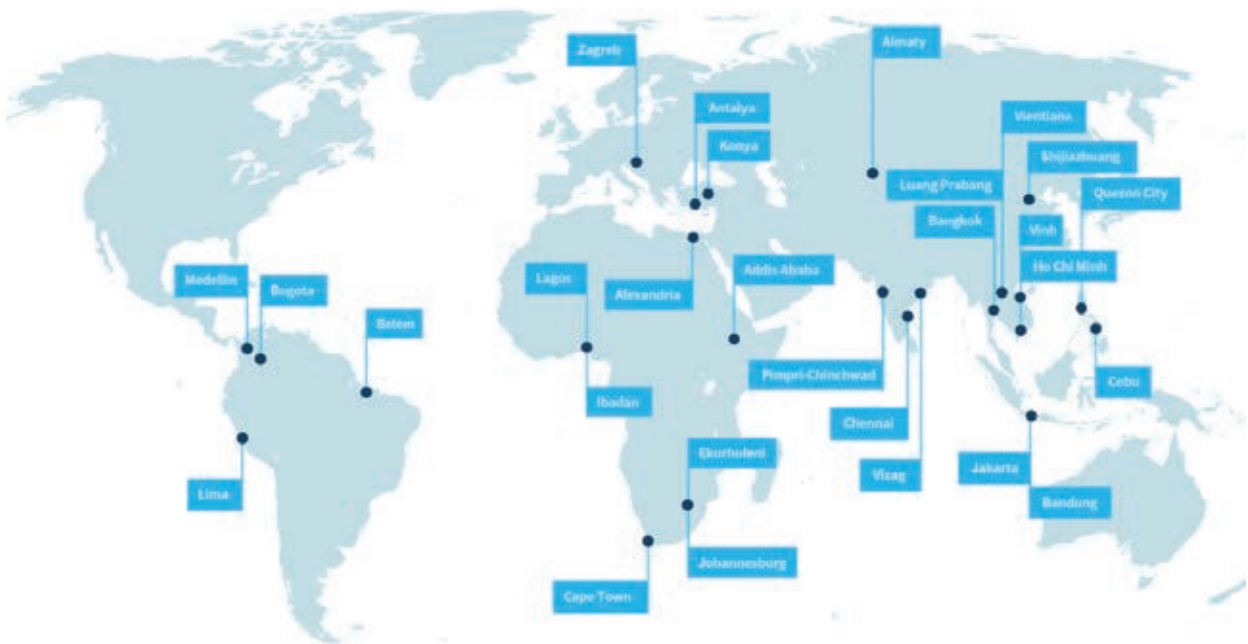 Zagreb
Almaty
Antalya
Vientiane
Konya
Shijiazhuang
Luang Prabang
Quezon City
Bangkok
Vinh
Medellin
Bogota
Lagos
Addis Ababa
Ho Chi Minh
Alexandria
Belem
Pimpri-Chinchwad
Cebu
Ibadan
Chennai
Ekurhuleni
Vizag
Jakarta
Lima
Bandung
Johannesburg
Cape Town